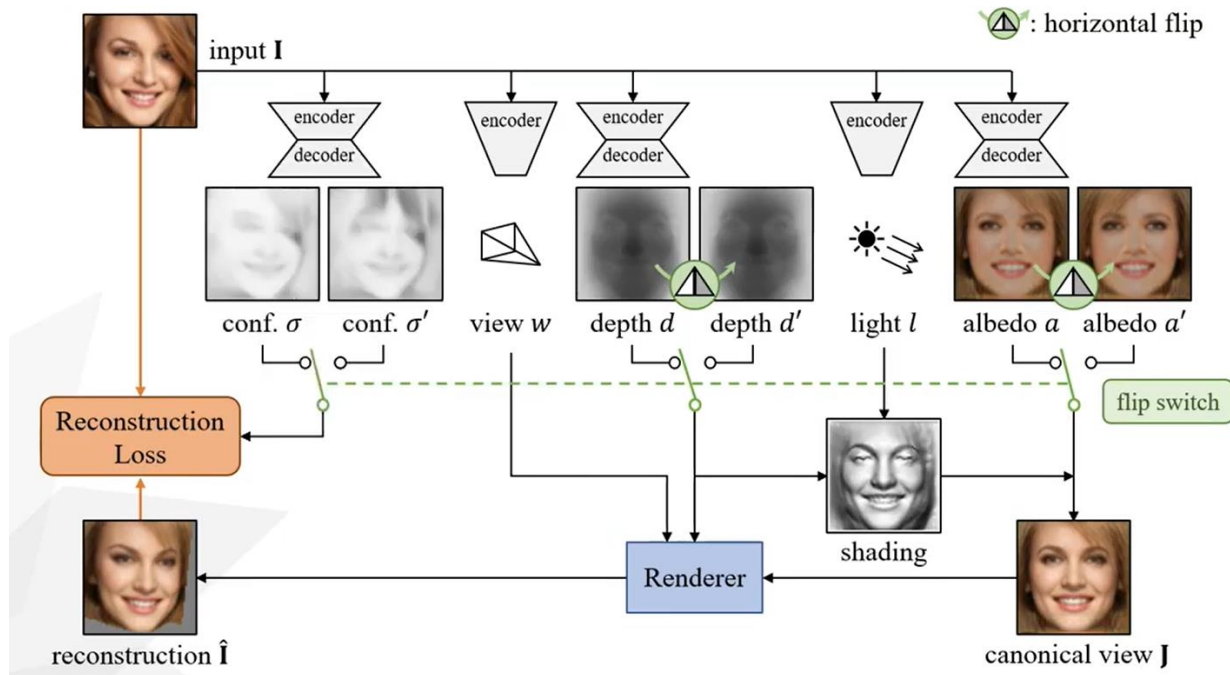 : horizontal flip
input I
encoder
decoder
encoder
encoder
decoder
encoder
encoder
decoder
conf. σ
conf. σ′
view w
depth d
depth d′
light l
albedo a
albedo a′
flip switch
Reconstruction
Loss
shading
Renderer
reconstruction Î
canonical view J